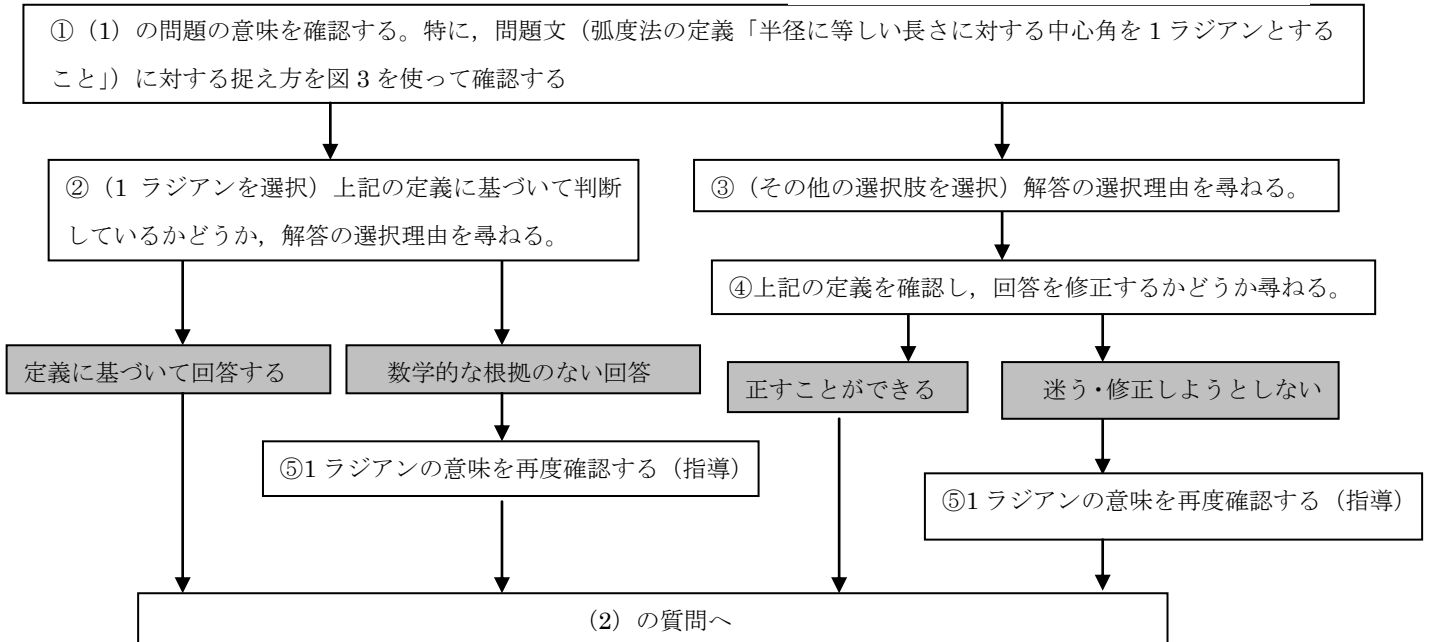 ①（1）の問題の意味を確認する。特に，問題文（弧度法の定義「半径に等しい長さに対する中心角を 1 ラジアンとする
こと」）に対する捉え方を図 3 を使って確認する
②（1 ラジアンを選択）上記の定義に基づいて判断
しているかどうか，解答の選択理由を尋ねる。
③（その他の選択肢を選択）解答の選択理由を尋ねる。
④上記の定義を確認し，回答を修正するかどうか尋ねる。
定義に基づいて回答する
数学的な根拠のない回答
正すことができる
迷う・修正しようとしない
⑤1 ラジアンの意味を再度確認する（指導）
⑤1 ラジアンの意味を再度確認する（指導）
（2）の質問へ